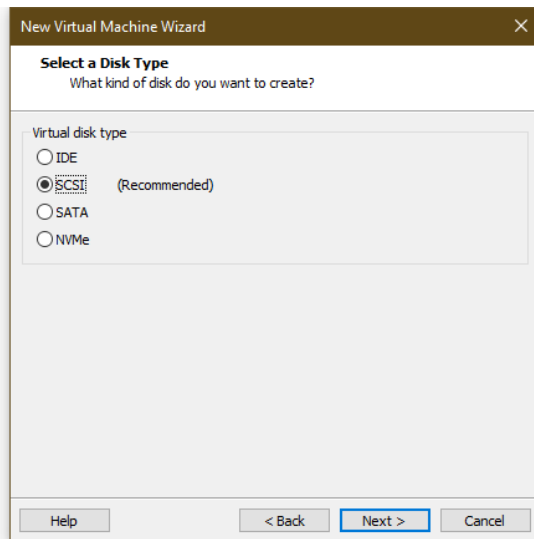 New Virtual Machine Wizard
Select a Disk Type
What kind of disk do you want to create?
Virtual disk type
IDE
SCSI (Recommended)
SATA
NVMe
Help < Back Next > Cancel